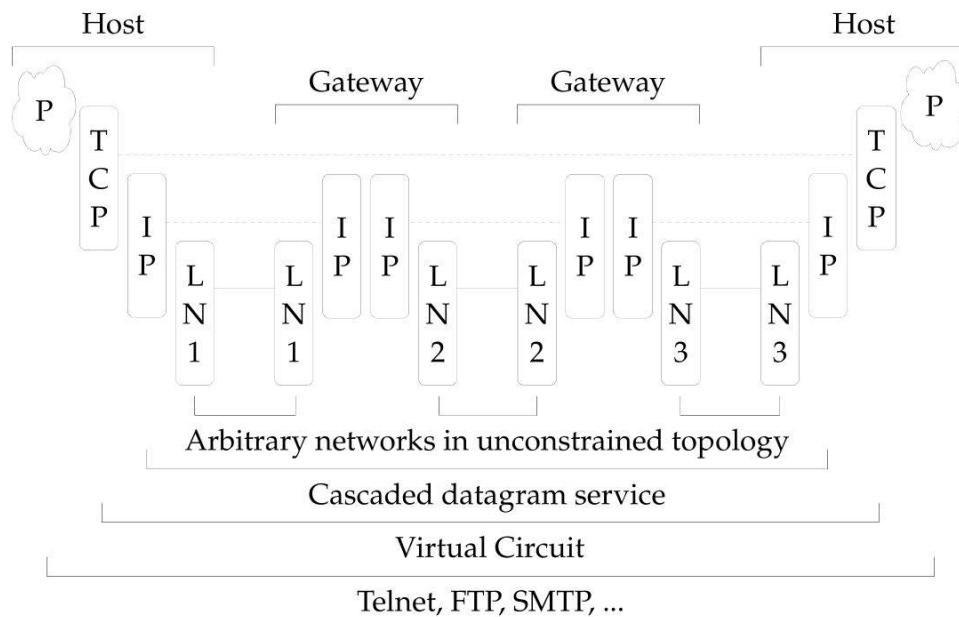 Host
Host
Gateway
Gateway
P
P
TCP
TCP
IP
IP
IP
IP
IP
IP
LN1
LN1
LN2
LN2
LN3
LN3
Arbitrary networks in unconstrained topology
Cascaded datagram service
Virtual Circuit
Telnet, FTP, SMTP, ...